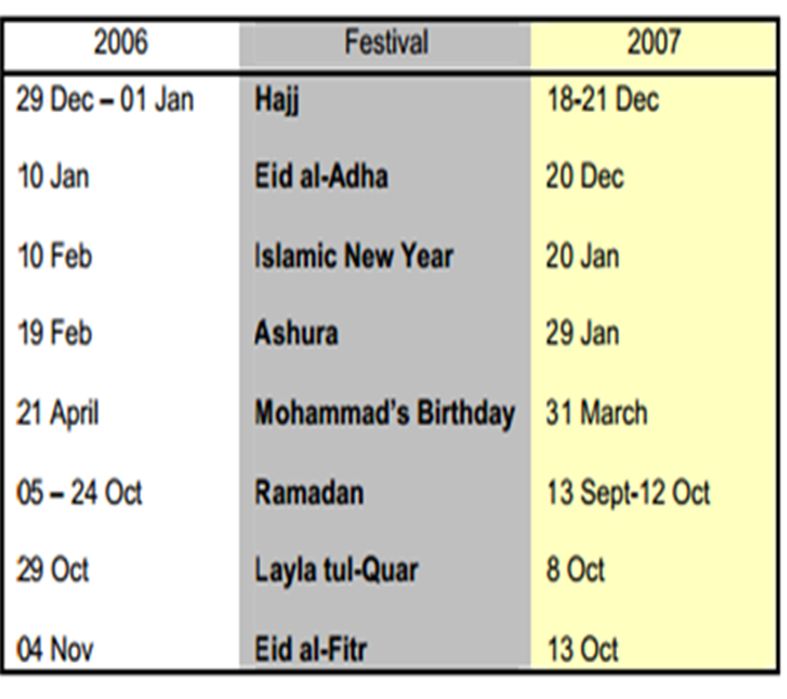 2006 Festival 2007
29 Dec – 01 Jan Hajj 18-21 Dec
10 Jan Eid al-Adha 20 Dec
10 Feb Islamic New Year 20 Jan
19 Feb Ashura 29 Jan
21 April Mohammad’s Birthday 31 March
05 – 24 Oct Ramadan 13 Sept-12 Oct
29 Oct Layla tul-Quar 8 Oct
04 Nov Eid al-Fitr 13 Oct